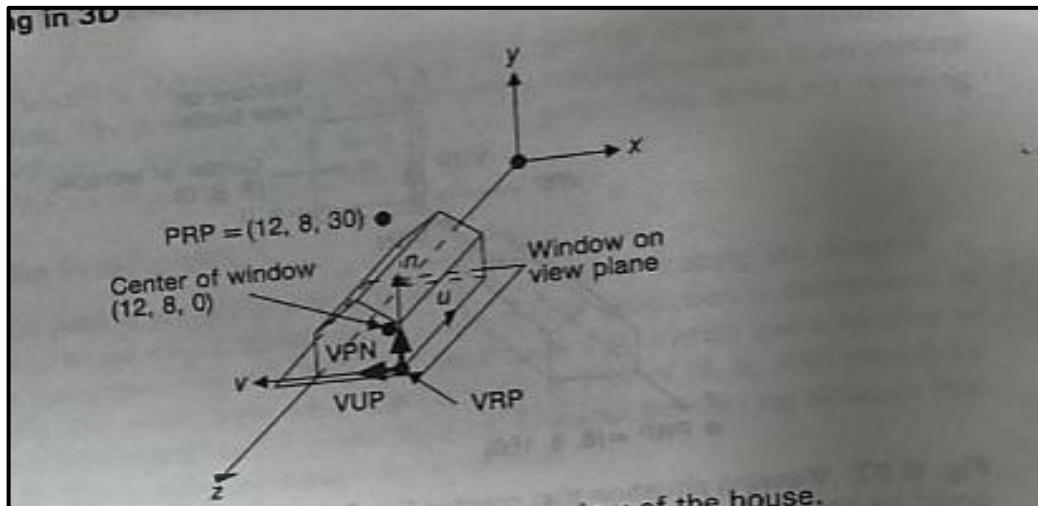 ng in 3D
y
x
PRP = (12, 8, 30)
Center of window
(12, 8, 0)
n
Window on
view plane
u
VPN
v
VUP
VRP
z
of the house.